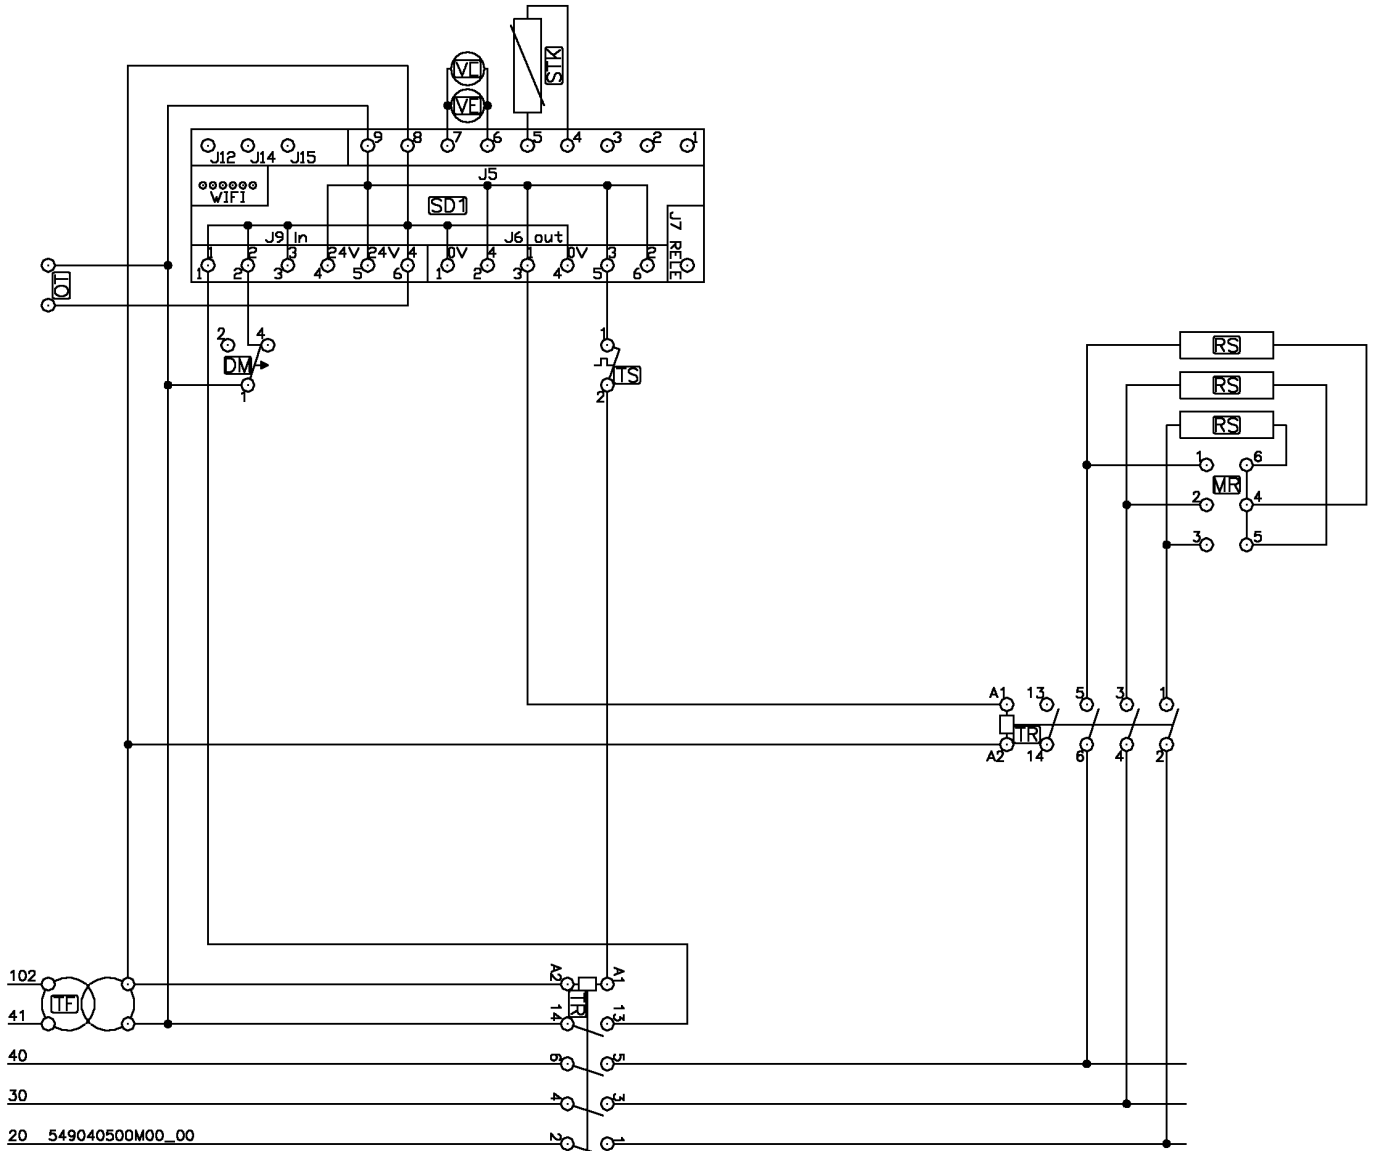 VC
VE
STK
9 8 7 6 5 4 3 2 1
J12 J14 J15
J5
WIFI
SD1
J7 RELE
J9 In
J6 out
1 2 3 24V 24V 4 0V 4 1 0V 3 2
1 2 3 4 5 6 1 2 3 4 5 6
OT
2 4
DM
1
1
TS
2
RS
RS
RS
1 6
MR
2 4
3 5
A1 13 5 3 1
TR
A2 14 6 4 2
102
TF
A2 A1
TR
41
14 13
40
6 5
30
4 3
20 549040500M00_00
2 1